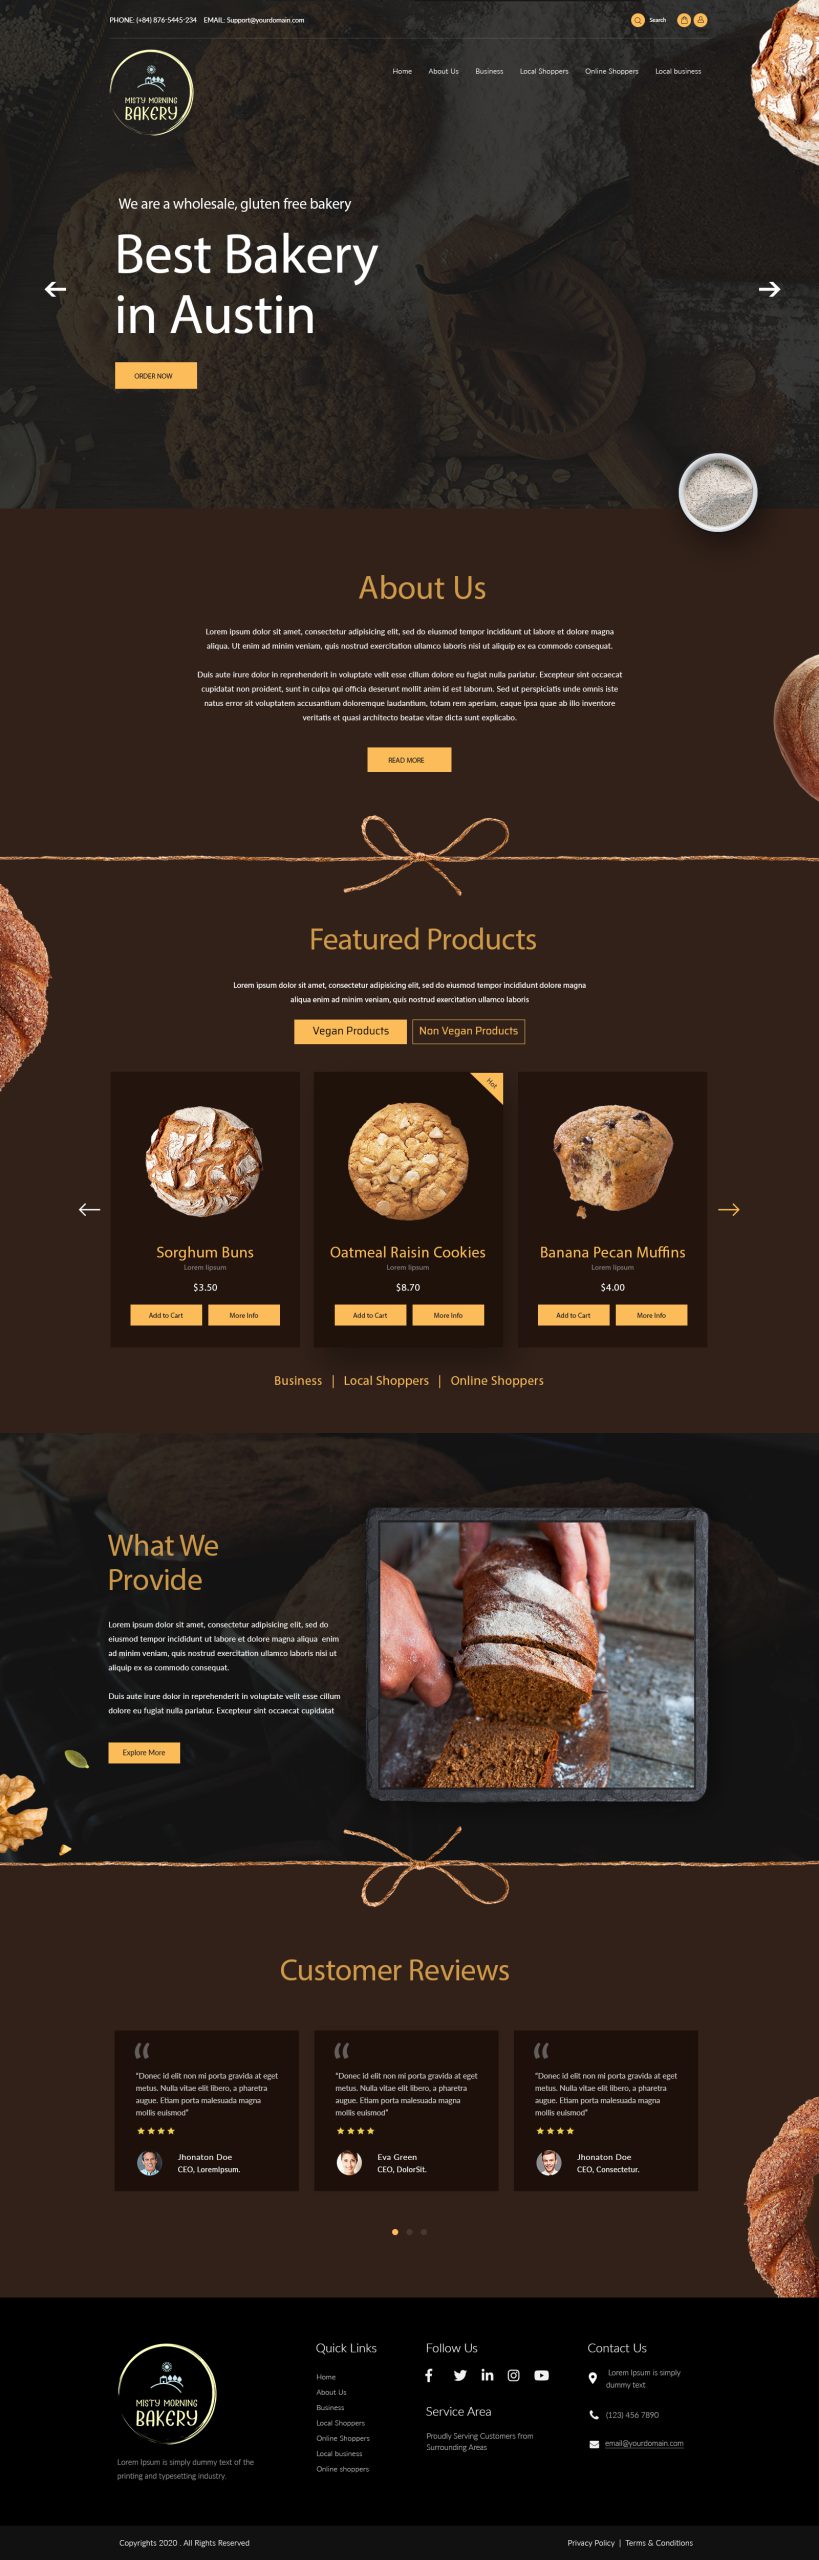 PHONE: (+84) 876-5445-234 EMAIL: Support@yourdomain.com
Search
MISTY MORNING
BAKERY
Home About Us Business Local Shoppers Online Shoppers Local business
We are a wholesale, gluten free bakery
Best Bakery
in Austin
ORDER NOW
About Us
Lorem ipsum dolor sit amet, consectetur adipisicing elit, sed do eiusmod tempor incididunt ut labore et dolore magna
aliqua. Ut enim ad minim veniam, quis nostrud exercitation ullamco laboris nisi ut aliquip ex ea commodo consequat.
Duis aute irure dolor in reprehenderit in voluptate velit esse cillum dolore eu fugiat nulla pariatur. Excepteur sint occaecat
cupidatat non proident, sunt in culpa qui officia deserunt mollit anim id est laborum. Sed ut perspiciatis unde omnis iste
natus error sit voluptatem accusantium doloremque laudantium, totam rem aperiam, eaque ipsa quae ab illo inventore
veritatis et quasi architecto beatae vitae dicta sunt explicabo.
READ MORE
Featured Products
Lorem ipsum dolor sit amet, consectetur adipisicing elit, sed do eiusmod tempor incididunt dolore magna
aliqua enim ad minim veniam, quis nostrud exercitation ullamco laboris
Vegan Products Non Vegan Products
Hot
Sorghum Buns Oatmeal Raisin Cookies Banana Pecan Muffins
Lorem Iipsum Lorem Iipsum Lorem Iipsum
$3.50 $8.70 $4.00
Add to Cart More Info Add to Cart More Info Add to Cart More Info
Business | Local Shoppers | Online Shoppers
What We
Provide
Lorem ipsum dolor sit amet, consectetur adipisicing elit, sed do
eiusmod tempor incididunt ut labore et dolore magna aliqua enim
ad minim veniam, quis nostrud exercitation ullamco laboris nisi ut
aliquip ex ea commodo consequat.
Duis aute irure dolor in reprehenderit in voluptate velit esse cillum
dolore eu fugiat nulla pariatur. Excepteur sint occaecat cupidatat
Explore More
Customer Reviews
“Donec id elit non mi porta gravida at eget
metus. Nulla vitae elit libero, a pharetra
augue. Etiam porta malesuada magna
mollis euismod”
Jhonaton Doe
CEO, LoremIpsum.
“Donec id elit non mi porta gravida at eget
metus. Nulla vitae elit libero, a pharetra
augue. Etiam porta malesuada magna
mollis euismod”
Eva Green
CEO, DolorSit.
“Donec id elit non mi porta gravida at eget
metus. Nulla vitae elit libero, a pharetra
augue. Etiam porta malesuada magna
mollis euismod”
Jhonaton Doe
CEO, Consectetur.
MISTY MORNING
BAKERY
Lorem Ipsum is simply dummy text of the
printing and typesetting industry.
Quick Links
Home
About Us
Business
Local Shoppers
Online Shoppers
Local business
Online shoppers
Follow Us
Service Area
Proudly Serving Customers from
Surrounding Areas
Contact Us
Lorem Ipsum is simply
dummy text
(123) 456 7890
email@yourdomain.com
Copyrights 2020 . All Rights Reserved
Privacy Policy | Terms & Conditions